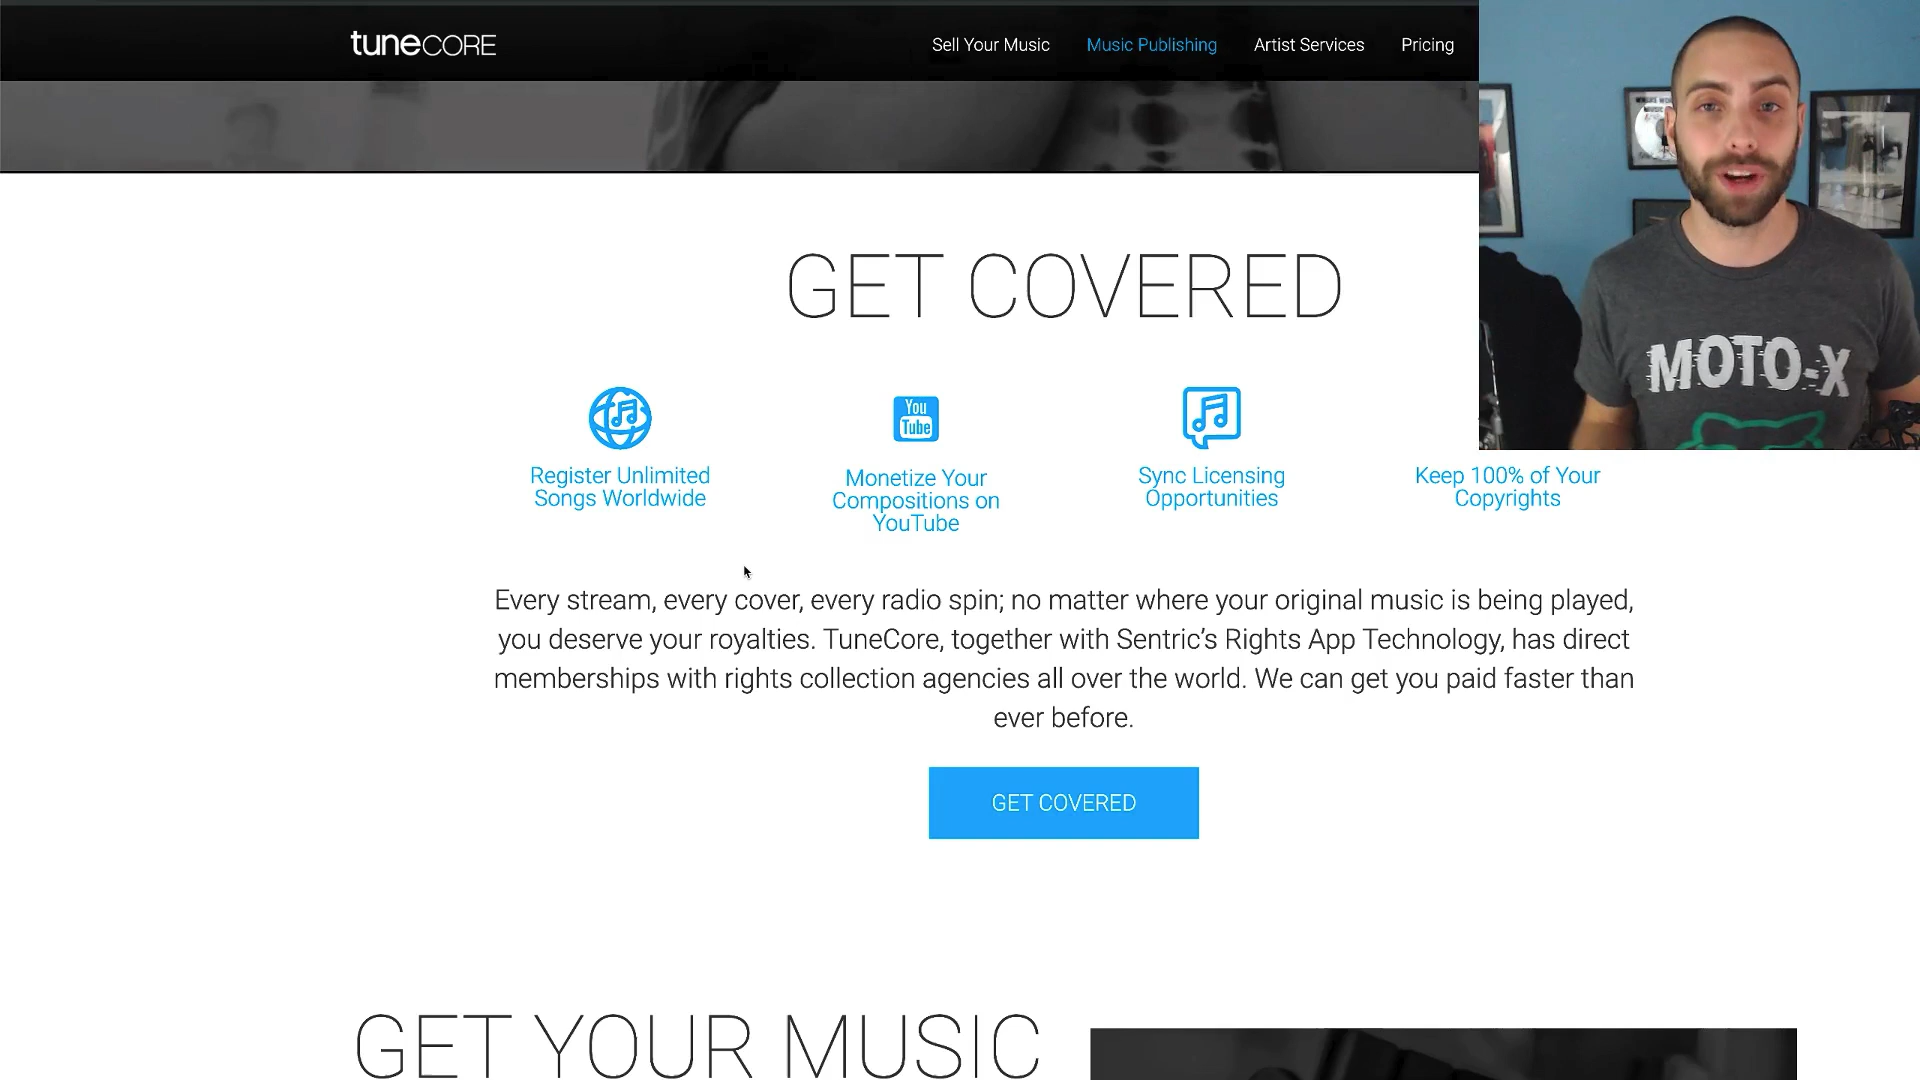 tunecore
Sell Your Music
Music Publishing
Artist Services
Pricing
GET COVERED
You
Tube
Register Unlimited
Songs Worldwide
Monetize Your
Compositions on
YouTube
Sync Licensing
Opportunities
Keep 100% of Your
Copyrights
MOTO-X
Every stream, every cover, every radio spin; no matter where your original music is being played,
you deserve your royalties. TuneCore, together with Sentric’s Rights App Technology, has direct
memberships with rights collection agencies all over the world. We can get you paid faster than
ever before.
GET COVERED
GET YOUR MUSIC